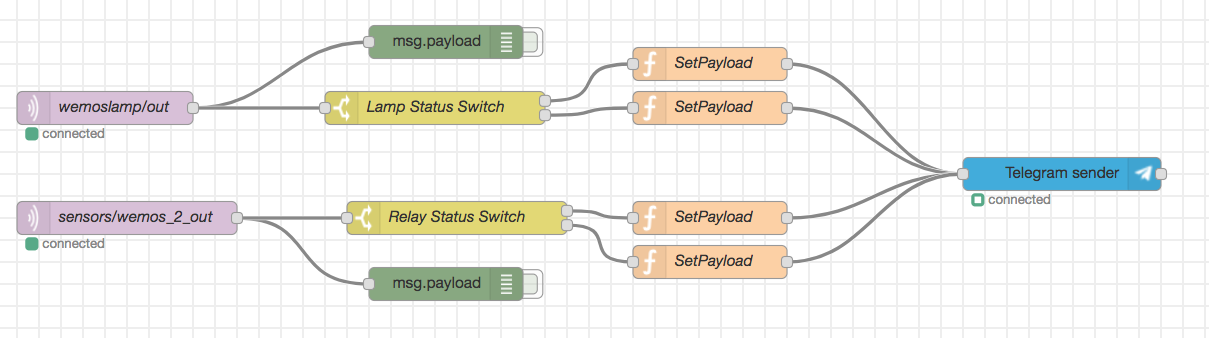 msg.payload
SetPayload
wemoslamp/out
Lamp Status Switch
SetPayload
connected
Telegram sender
connected
sensors/wemos_2_out
Relay Status Switch
SetPayload
connected
SetPayload
msg.payload